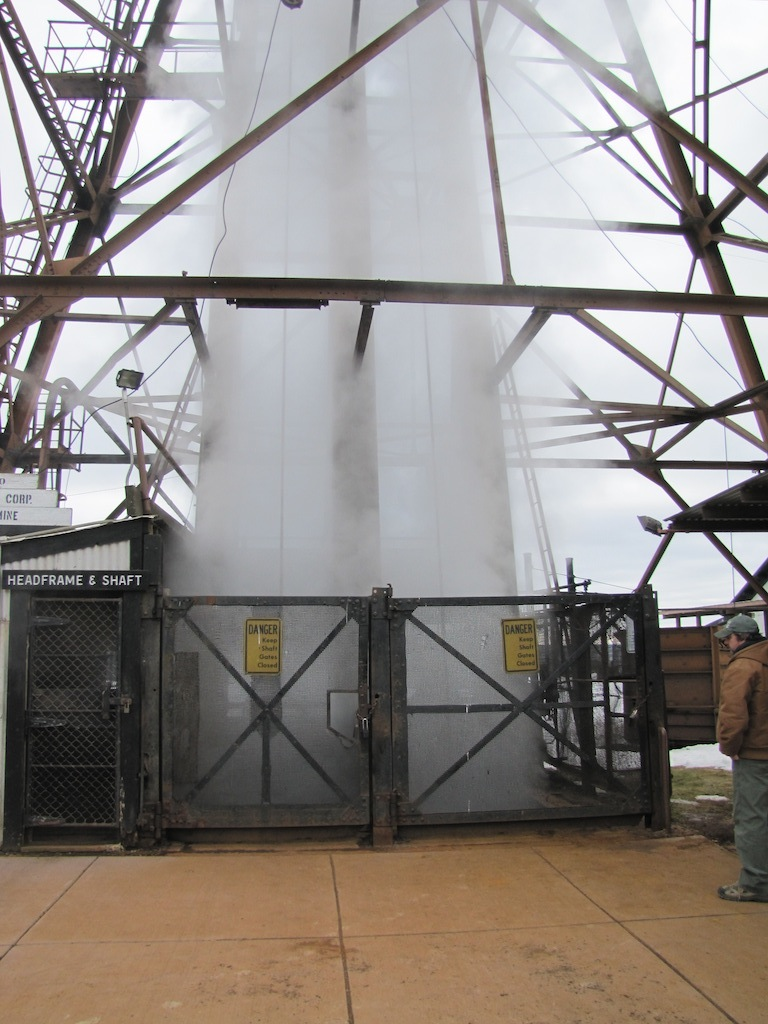 CORP.
MINE
HEADFRAME & SHAFT
DANGER
Keep
Shaft
Gates
Closed
DANGER
Keep
Shaft
Gates
Closed